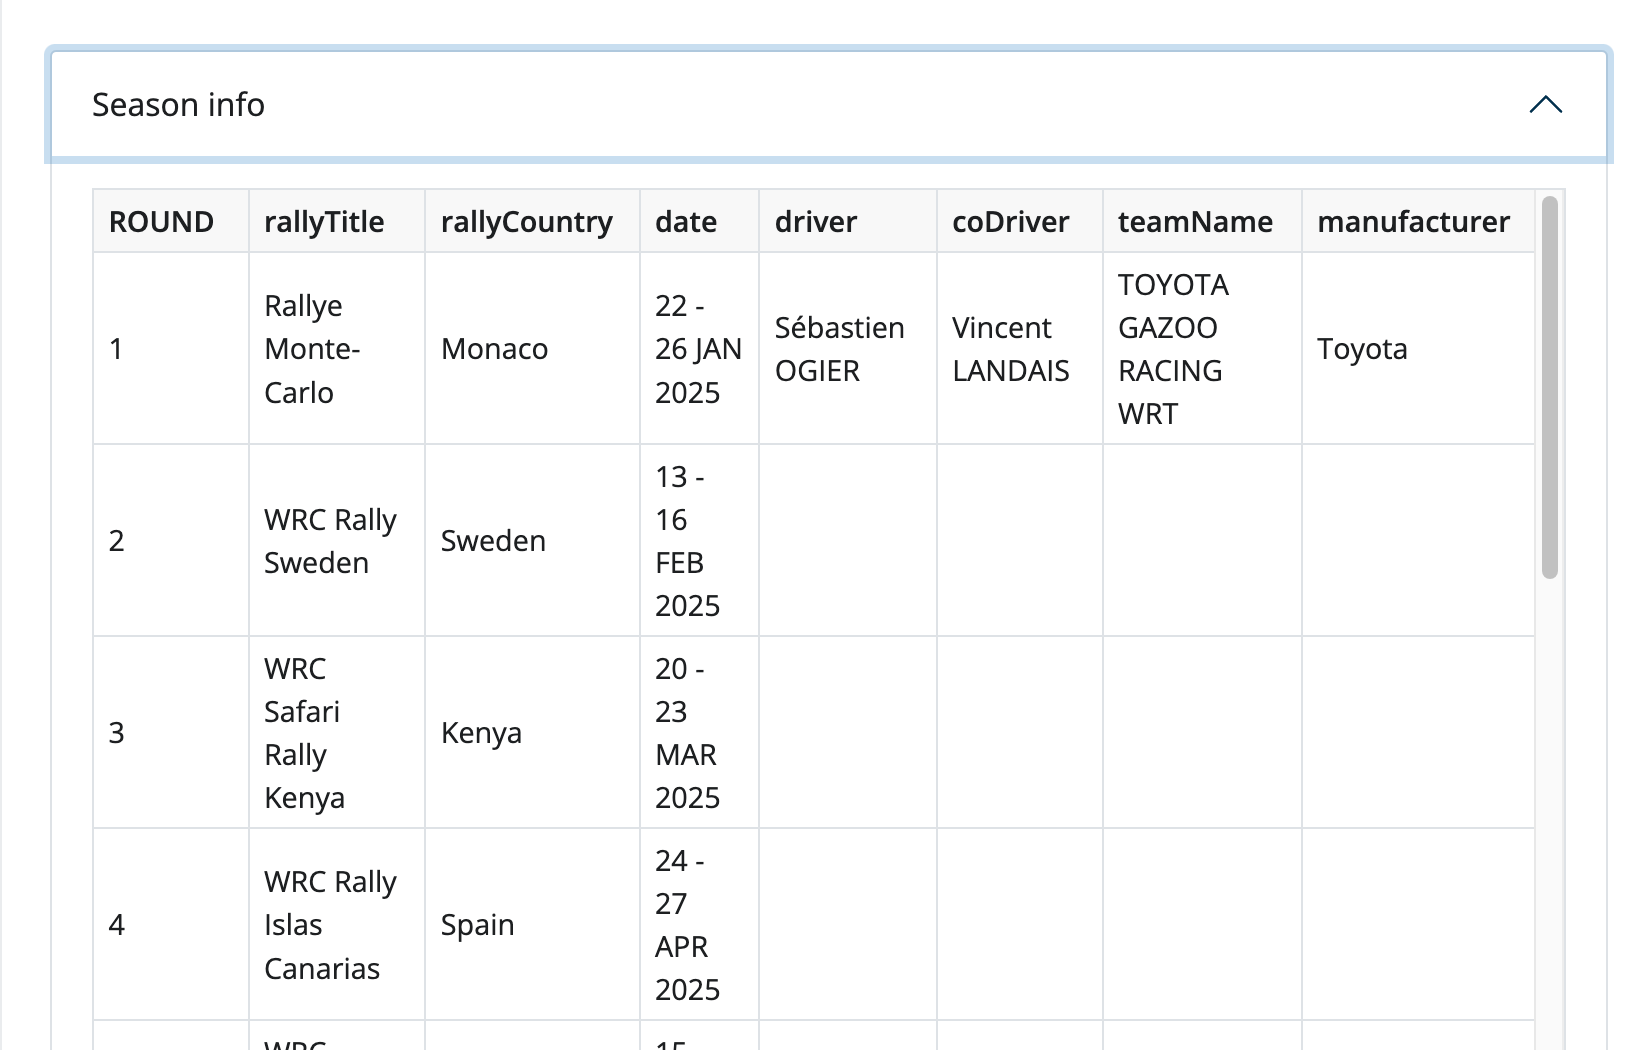 Season info
ROUND rallyTitle rallyCountry date driver coDriver teamName manufacturer
1
Rallye
Monte-
Carlo
Monaco
22 -
26 JAN
2025
Sébastien
OGIER
Vincent
LANDAIS
TOYOTA
GAZOO
RACING
WRT
Toyota
2
WRC Rally
Sweden
Sweden
13 -
16
FEB
2025
3
WRC
Safari
Rally
Kenya
Kenya
20 -
23
MAR
2025
4
WRC Rally
Islas
Canarias
Spain
24 -
27
APR
2025
WRC
15